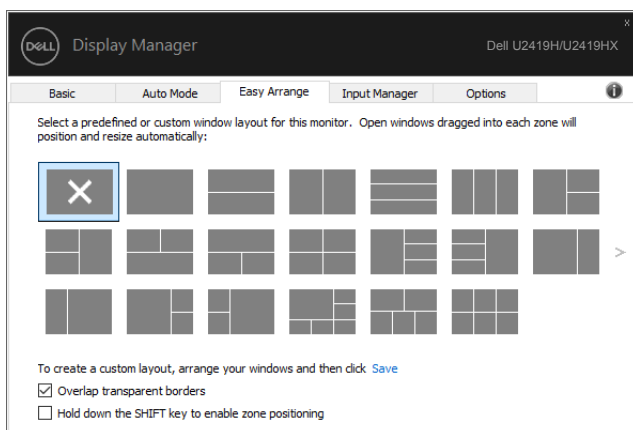 x
DELL Display Manager Dell U2419H/U2419HX
Basic Auto Mode Easy Arrange Input Manager Options i
Select a predefined or custom window layout for this monitor. Open windows dragged into each zone will
position and resize automatically:
>
To create a custom layout, arrange your windows and then click Save
Overlap transparent borders
Hold down the SHIFT key to enable zone positioning